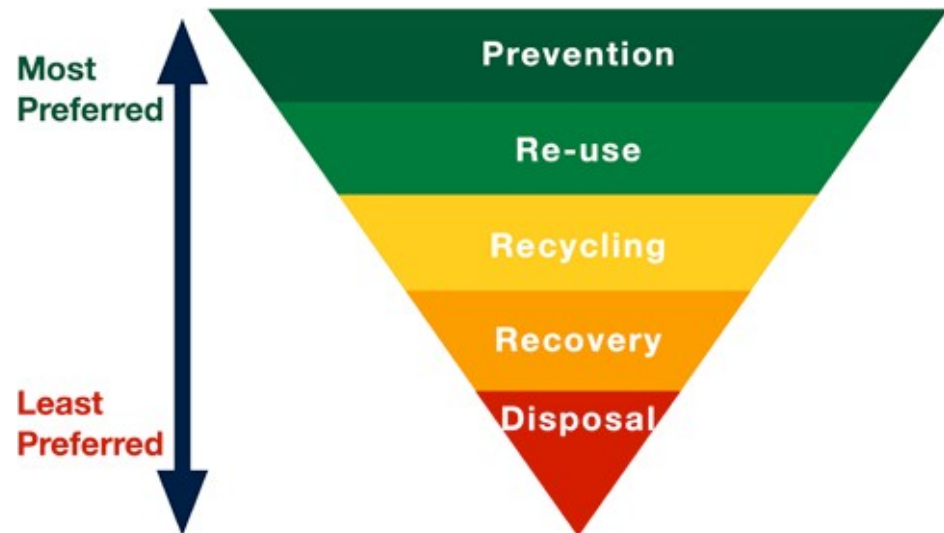 Most
Preferred
Prevention
Re-use
Recycling
Recovery
Least
Preferred
Disposal